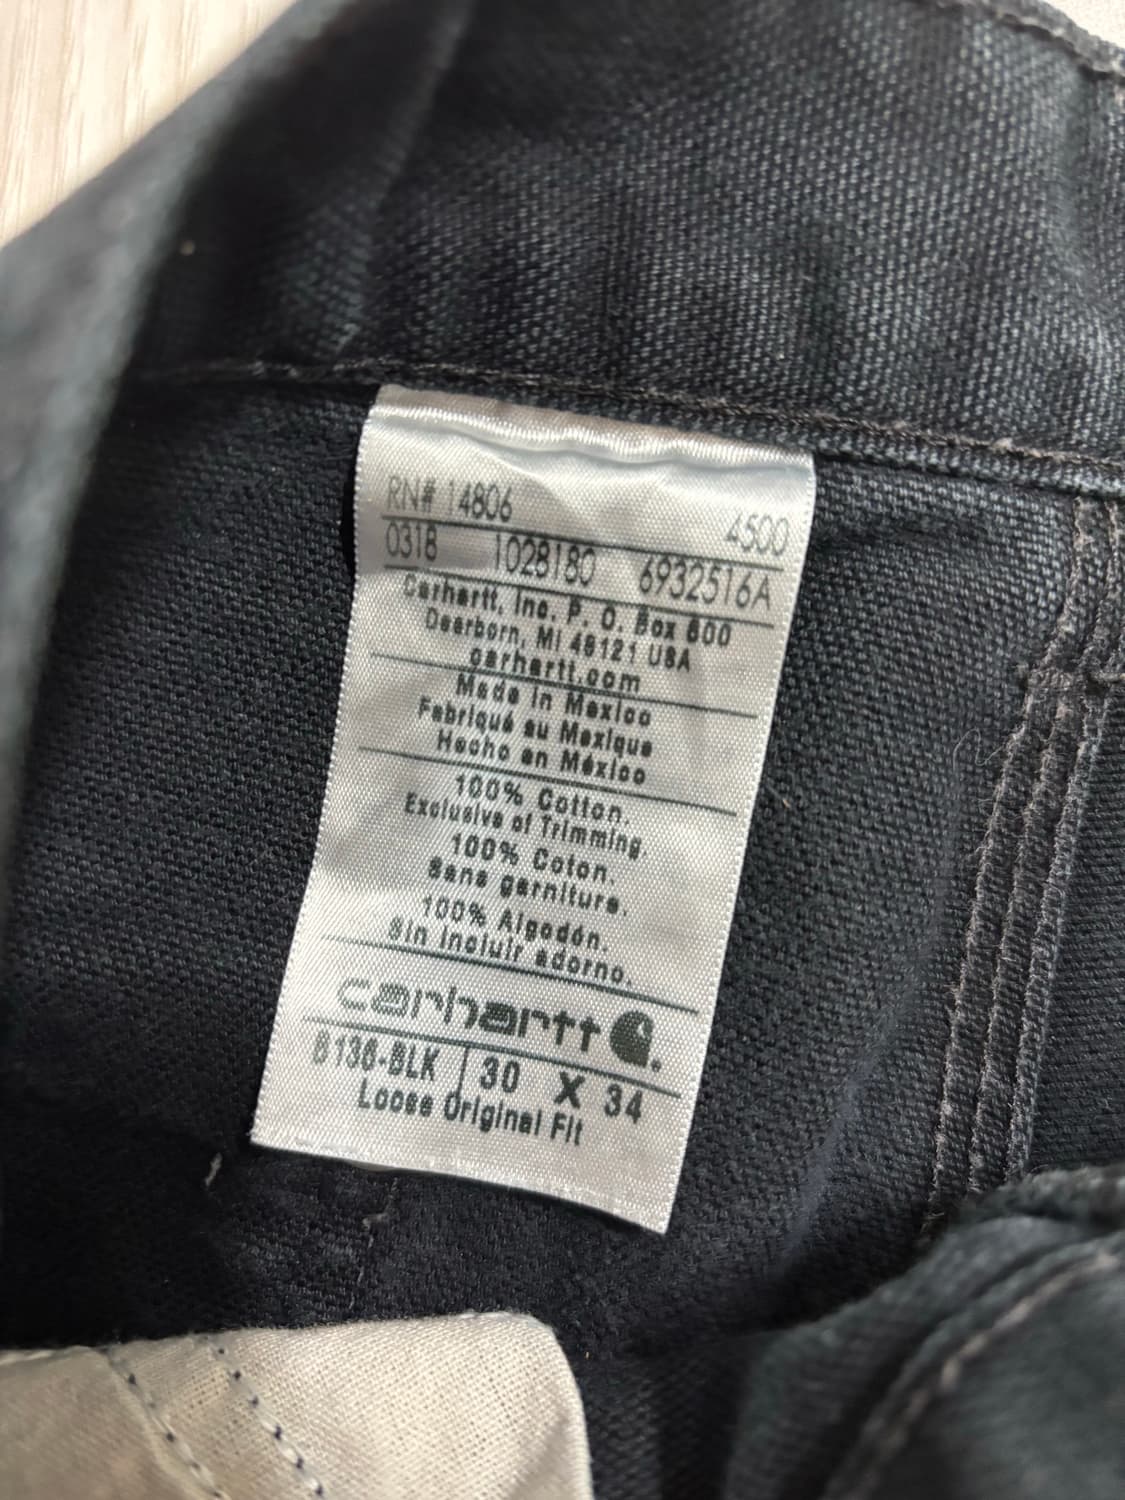 RN# 14806 4500
0318 1028180 6932516A
Carhartt, Inc. P. O. Box 600
Dearborn, MI 48121 USA
carhartt.com
Made in Mexico
Fabriqué au Mexique
Hecho en México
100% Cotton.
Exclusive of Trimming.
100% Coton.
Sans garniture.
100% Algodón.
Sin incluir adorno.
carhartt
B136-BLK 30 X 34
Loose Original Fit